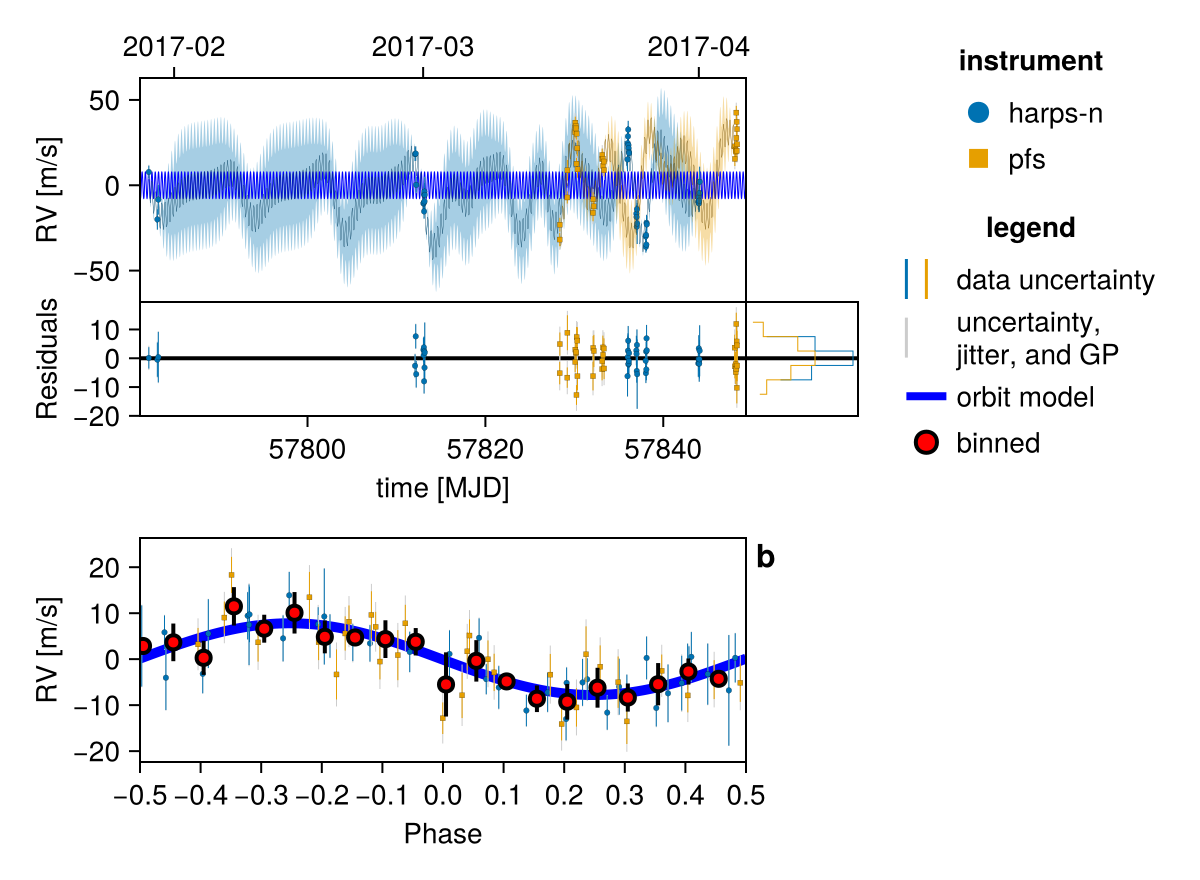 2017-02 2017-03 2017-04
50
0
−50
RV [m/s]
10
0
−10
−20
Residuals
57800 57820 57840
time [MJD]
instrument
harps-n
pfs
legend
data uncertainty
uncertainty,
jitter, and GP
orbit model
binned
b
20
10
0
−10
−20
RV [m/s]
−0.5 −0.4 −0.3 −0.2 −0.1 0.0 0.1 0.2 0.3 0.4 0.5
Phase